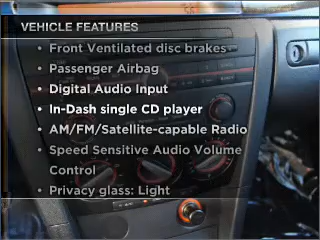 VEHICLE FEATURES
• Front Ventilated disc brakes
• Passenger Airbag
• Digital Audio Input
• In-Dash single CD player
• AM/FM/Satellite-capable Radio
• Speed Sensitive Audio Volume
Control
• Privacy glass: Light